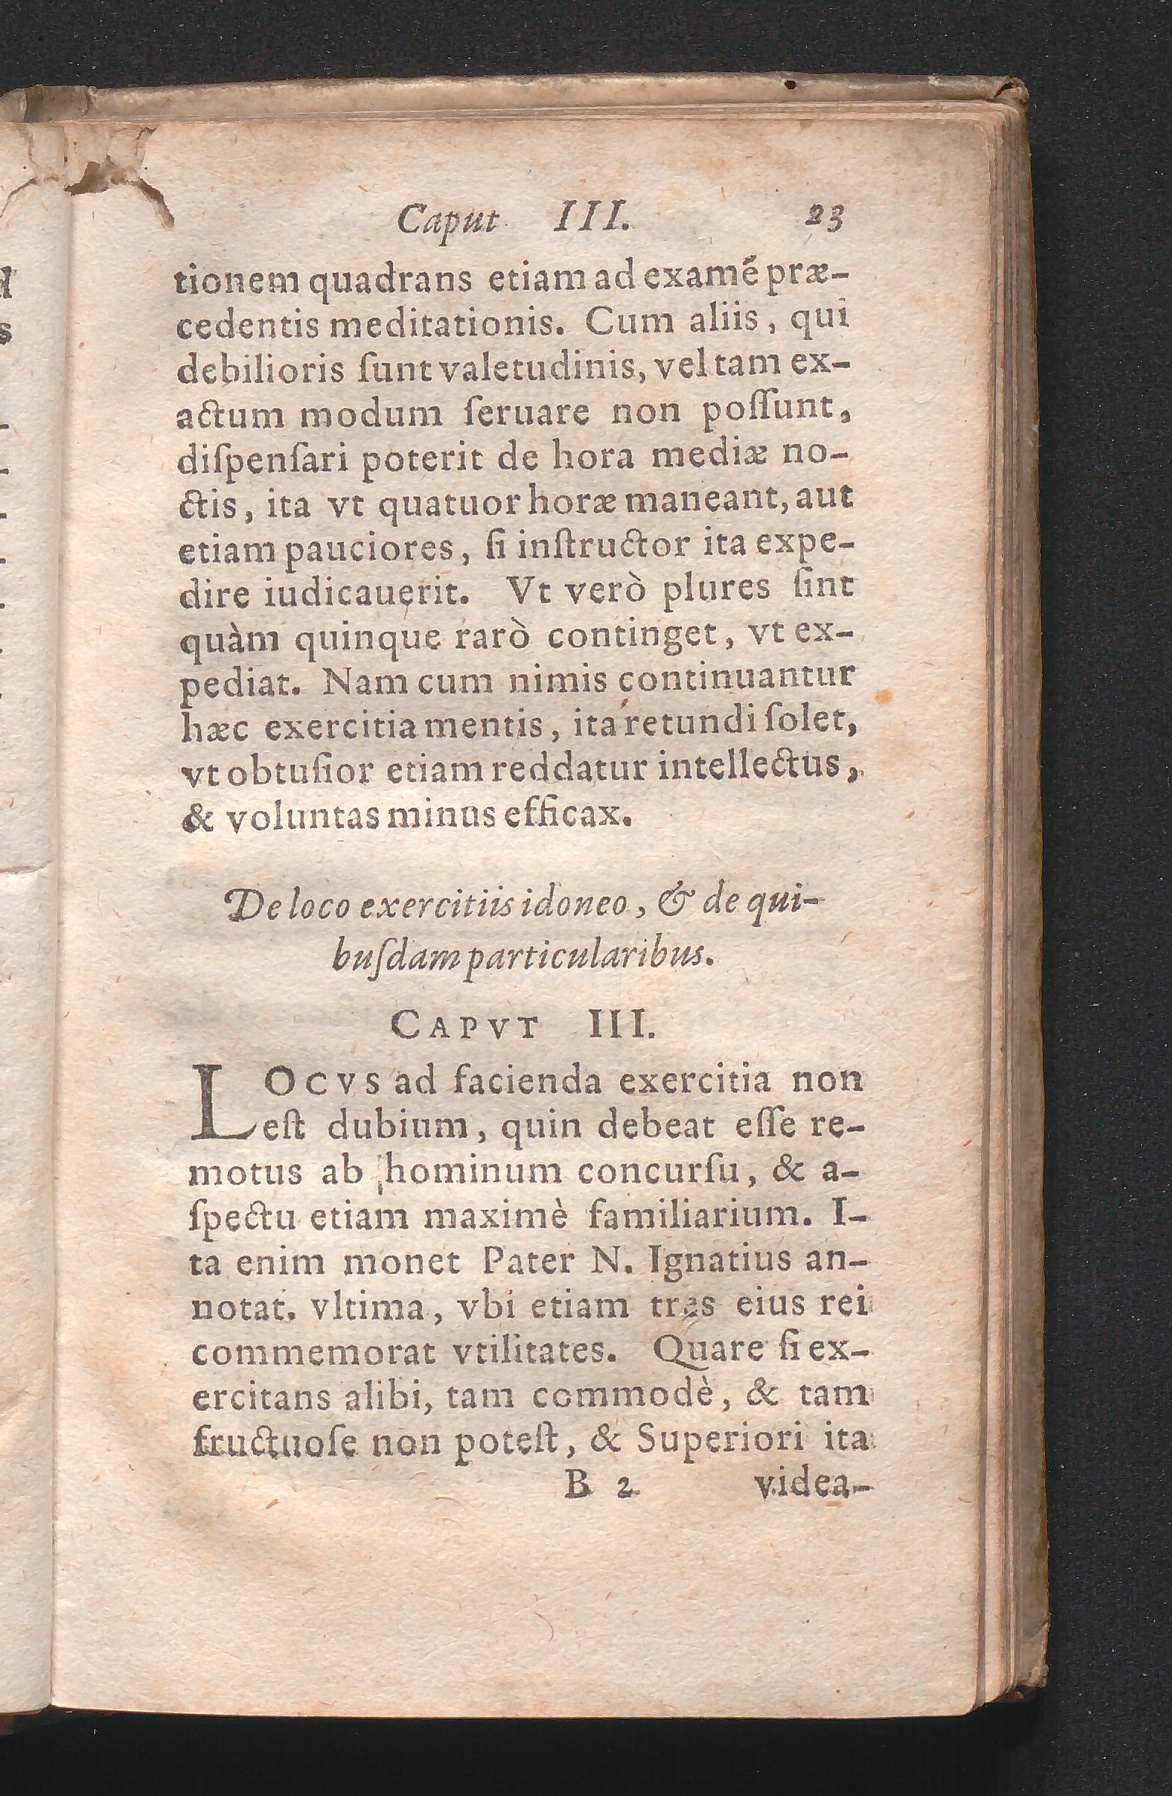 Caput III. 23
tionem quadrans etiam ad examẽ præ-
cedentis meditationis. Cum aliis, qui
debilioris ſunt valetudinis, vel tam ex-
actum modum ſeruare non poſſunt,
diſpenſari poterit de hora mediæ no-
ctis, ita vt quatuor horæ maneant, aut
etiam pauciores, ſi inſtructor ita expe-
dire iudicauerit. Vt verò plures ſint
quàm quinque rarò continget, vt ex-
pediat. Nam cum nimis continuantur
hæc exercitia mentis, ita retundi ſolet,
vt obtuſior etiam reddatur intellectus,
& voluntas minus efficax.
De loco exercitiis idoneo, & de qui-
buſdam particularibus.
CAPVT III.
LOCVS ad facienda exercitia non
eſt dubium, quin debeat eſſe re-
motus ab hominum concurſu, & a-
ſpectu etiam maximè familiarium. I-
ta enim monet Pater N. Ignatius an-
notat. vltima, vbi etiam tres eius rei
commemorat vtilitates. Quare ſi ex-
ercitans alibi, tam commodè, & tam
fructuoſe non poteſt, & Superiori ita
B 2 videa-